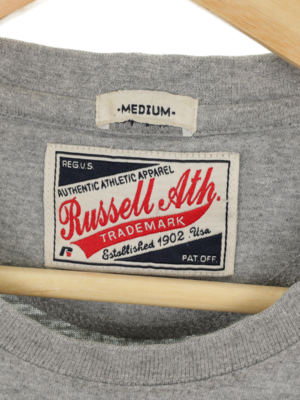 ·MEDIUM·
REG.U.S.
AUTHENTIC ATHLETIC APPAREL
Russell Ath.
TRADEMARK
Established 1902. Usa
R
PAT.OFF.